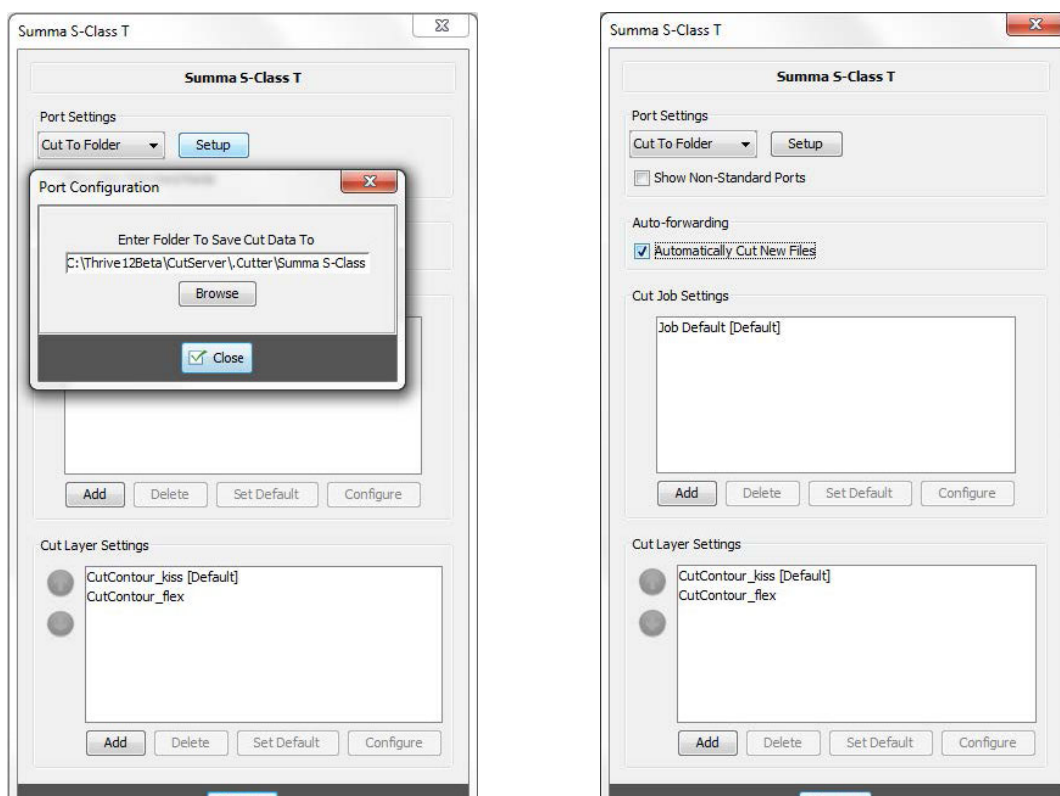 Summa S-Class T
Summa S-Class T
Port Settings
Cut To Folder
Setup
Port Configuration
Enter Folder To Save Cut Data To
C:\Thrive12Beta\CutServer\.Cutter\Summa S-Class
Browse
Close
Add
Delete
Set Default
Configure
Cut Layer Settings
CutContour_kiss [Default]
CutContour_flex
Add
Delete
Set Default
Configure
Summa S-Class T
Summa S-Class T
Port Settings
Cut To Folder
Setup
Show Non-Standard Ports
Auto-forwarding
Automatically Cut New Files
Cut Job Settings
Job Default [Default]
Add
Delete
Set Default
Configure
Cut Layer Settings
CutContour_kiss [Default]
CutContour_flex
Add
Delete
Set Default
Configure